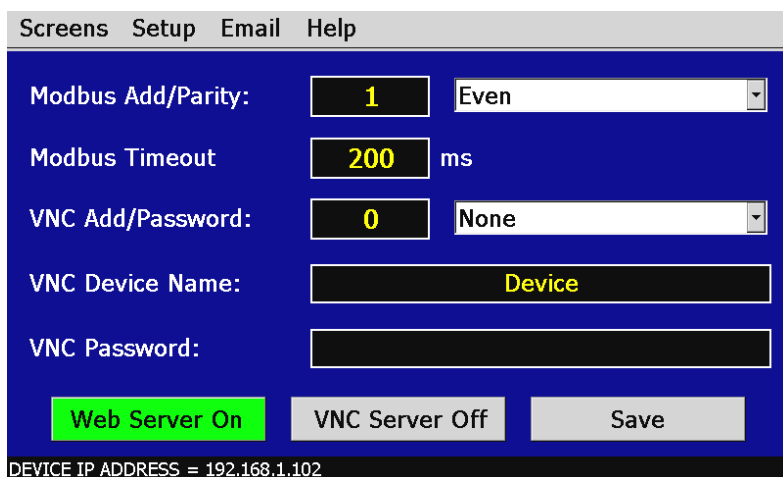 Screens Setup Email Help
Modbus Add/Parity: 1 Even
Modbus Timeout 200 ms
VNC Add/Password: 0 None
VNC Device Name: Device
VNC Password:
Web Server On VNC Server Off Save
DEVICE IP ADDRESS = 192.168.1.102